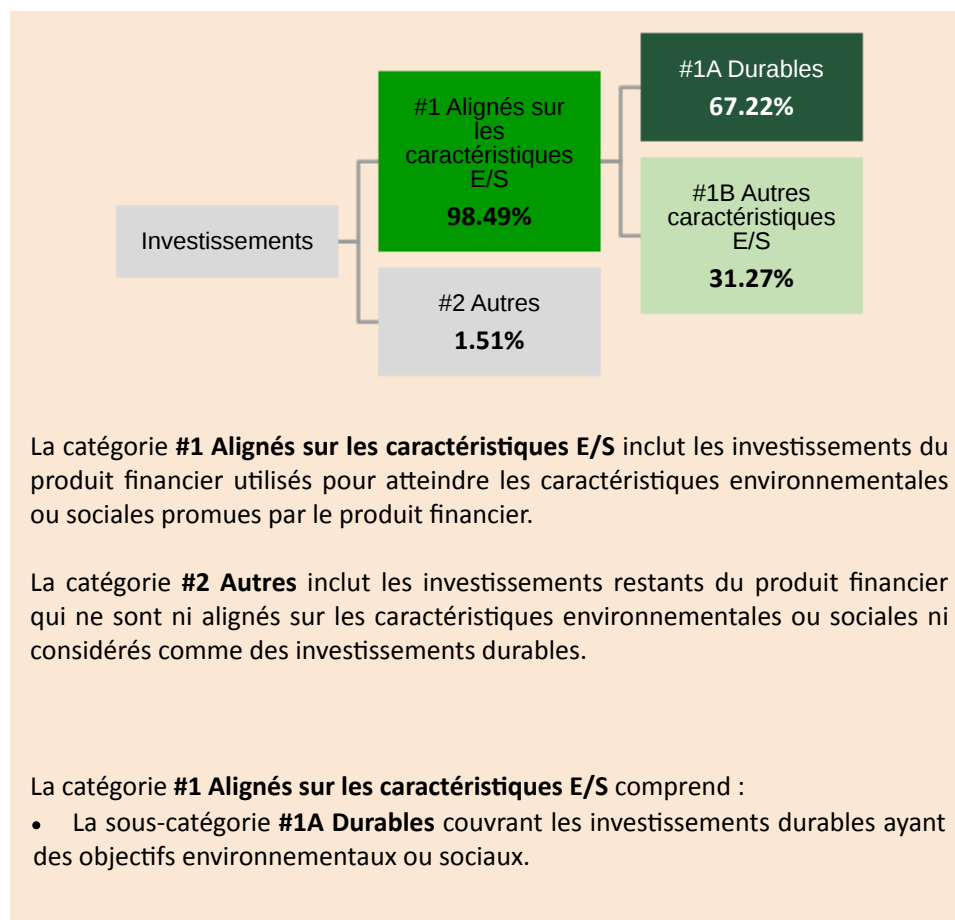 #1A Durables
67.22%
#1 Alignés sur
les
caractéristiques
E/S
98.49%
#1B Autres
caractéristiques
E/S
31.27%
Investissements
#2 Autres
1.51%
La catégorie #1 Alignés sur les caractéristiques E/S inclut les investissements du
produit financier utilisés pour atteindre les caractéristiques environnementales
ou sociales promues par le produit financier.
La catégorie #2 Autres inclut les investissements restants du produit financier
qui ne sont ni alignés sur les caractéristiques environnementales ou sociales ni
considérés comme des investissements durables.
La catégorie #1 Alignés sur les caractéristiques E/S comprend :
• La sous-catégorie #1A Durables couvrant les investissements durables ayant
des objectifs environnementaux ou sociaux.